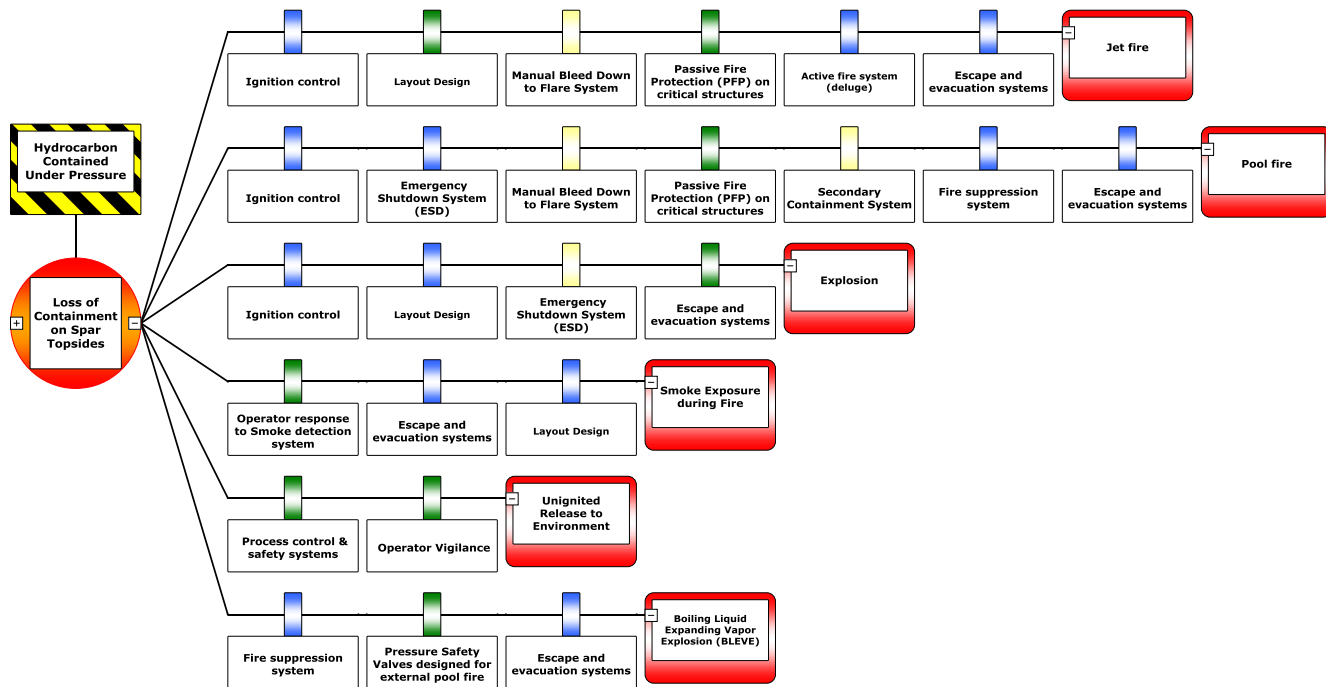 Ignition control
Layout Design
Manual Bleed Down
to Flare System
Passive Fire
Protection (PFP) on
critical structures
Active fire system
(deluge)
Escape and
evacuation systems
Jet fire
Hydrocarbon
Contained
Under Pressure
Ignition control
Emergency
Shutdown System
(ESD)
Manual Bleed Down
to Flare System
Passive Fire
Protection (PFP) on
critical structures
Secondary
Containment System
Fire suppression
system
Escape and
evacuation systems
Pool fire
Loss of
Containment
on Spar
Topsides
Ignition control
Layout Design
Emergency
Shutdown System
(ESD)
Escape and
evacuation systems
Explosion
Operator response
to Smoke detection
system
Escape and
evacuation systems
Layout Design
Smoke Exposure
during Fire
Process control &
safety systems
Operator Vigilance
Unignited
Release to
Environment
Fire suppression
system
Pressure Safety
Valves designed for
external pool fire
Escape and
evacuation systems
Boiling Liquid
Expanding Vapor
Explosion (BLEVE)